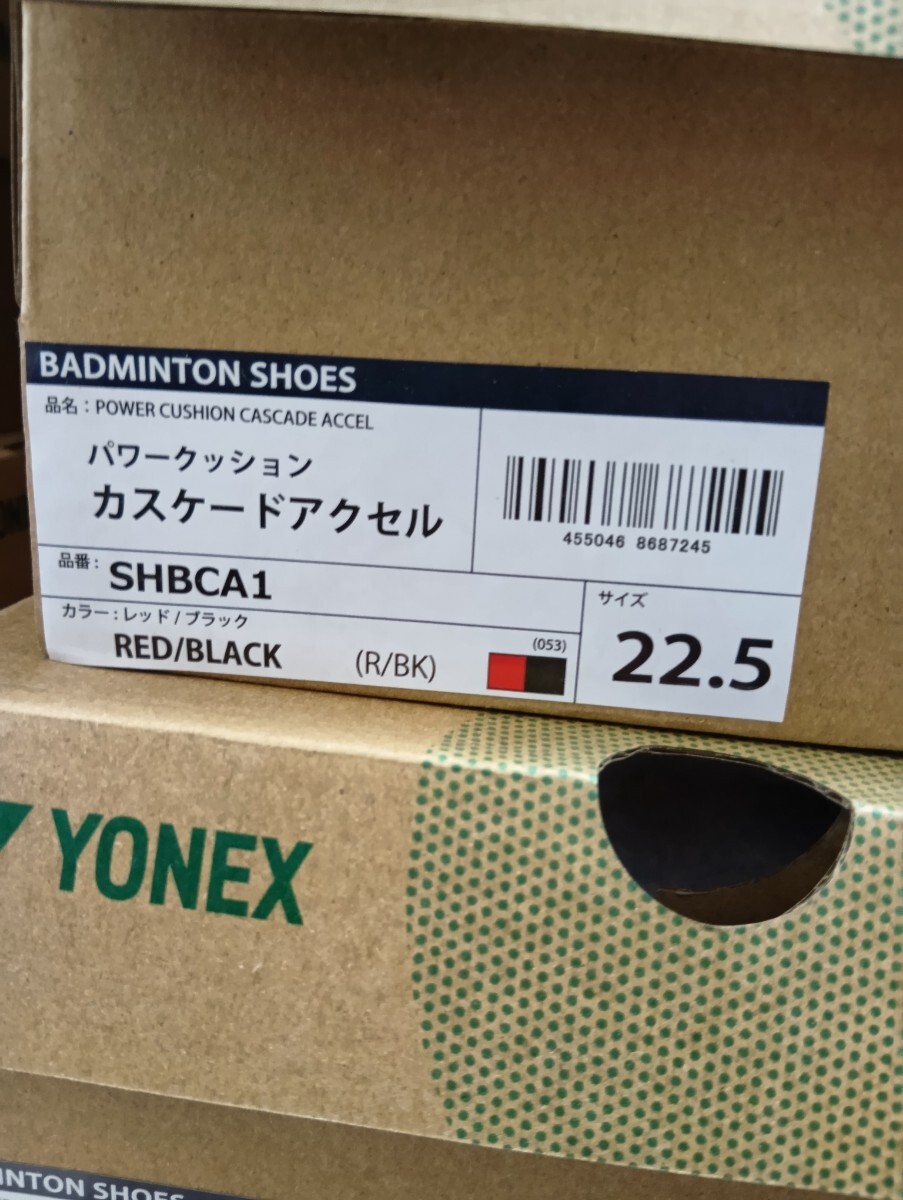 BADMINTON SHOES
品名：POWER CUSHION CASCADE ACCEL
パワークッション
カスケードアクセル
455046 8687245
品番：SHBCA1
カラー：レッド / ブラック
RED/BLACK (R/BK) (053)
サイズ
22.5
YONEX
INTON SHOES